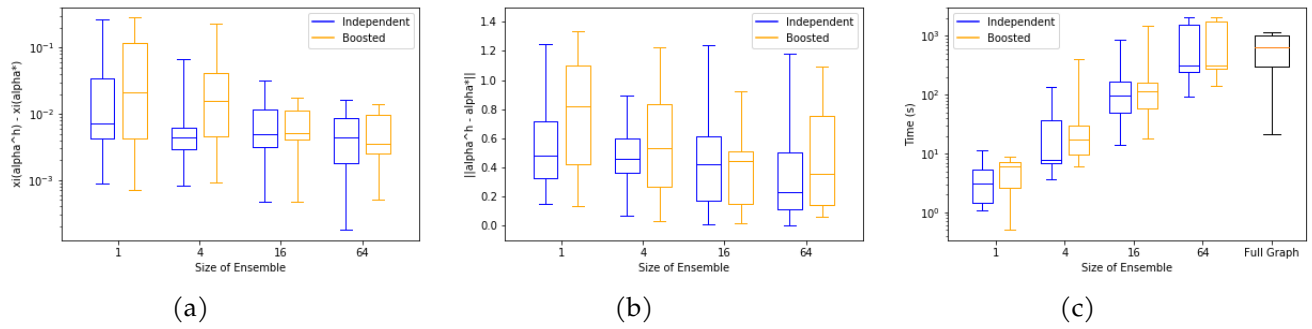 xi(alpha^h) - xi(alpha*)
10⁻¹
10⁻²
10⁻³
Independent
Boosted
1 4 16 64
Size of Ensemble
(a)
||alpha^h - alpha*||
1.4
1.2
1.0
0.8
0.6
0.4
0.2
0.0
Independent
Boosted
1 4 16 64
Size of Ensemble
(b)
Time (s)
10³
10²
10¹
10⁰
Independent
Boosted
1 4 16 64 Full Graph
Size of Ensemble
(c)